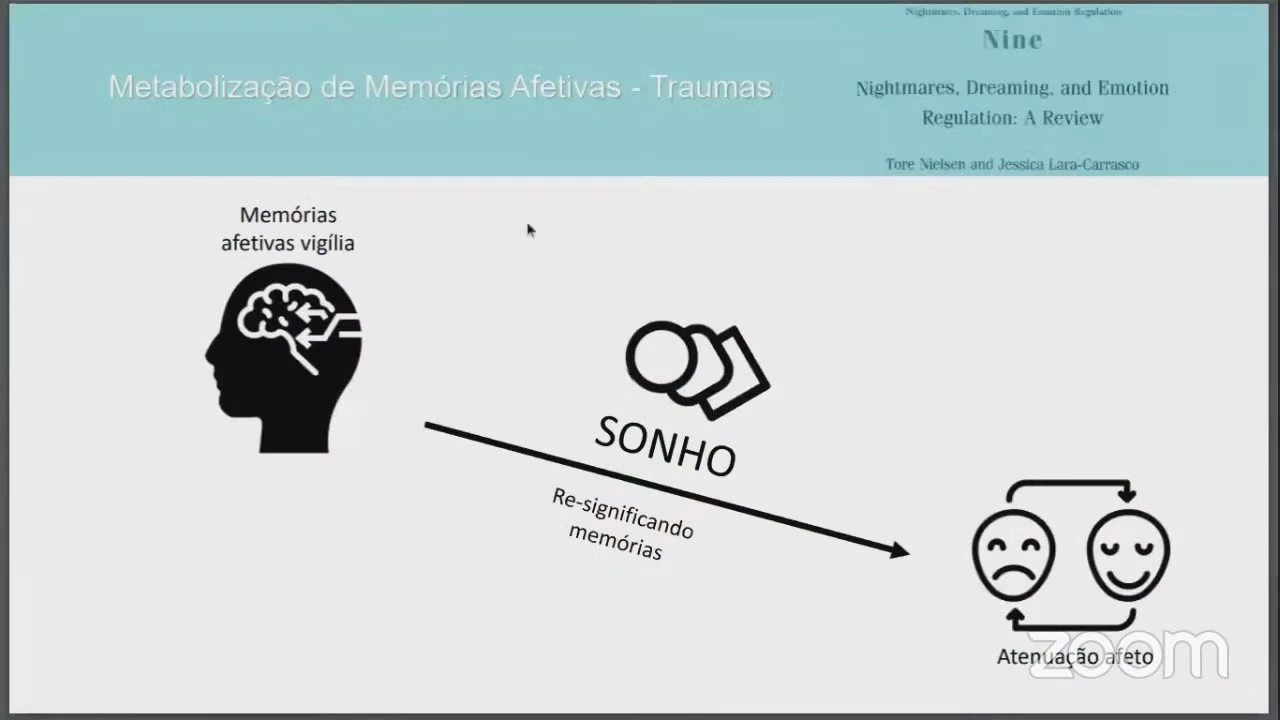 Nightmares, Dreaming, and Emotion Regulation
Nine
Metabolização de Memórias Afetivas - Traumas
Nightmares, Dreaming, and Emotion
Regulation: A Review
Tore Nielsen and Jessica Lara-Carrasco
Memórias
afetivas vigília
SONHO
Re-significando
memórias
Atenuação afeto
zoom